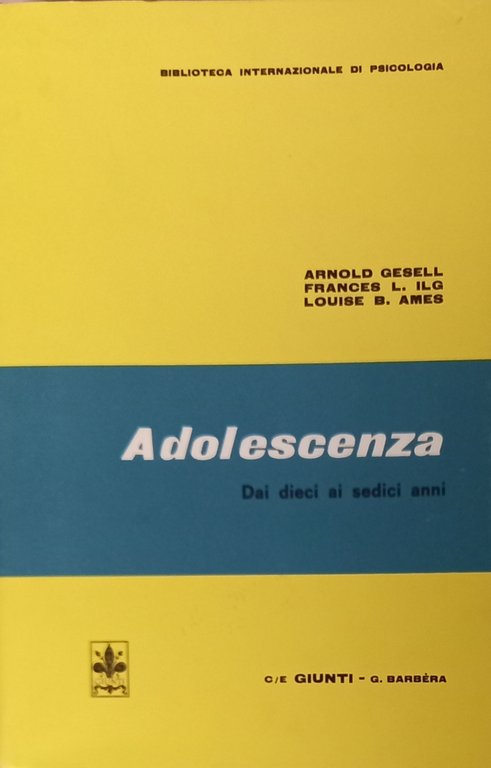 BIBLIOTECA INTERNAZIONALE DI PSICOLOGIA
ARNOLD GESELL
FRANCES L. ILG
LOUISE B. AMES
Adolescenza
Dai dieci ai sedici anni
C/E GIUNTI - G. BARBÈRA